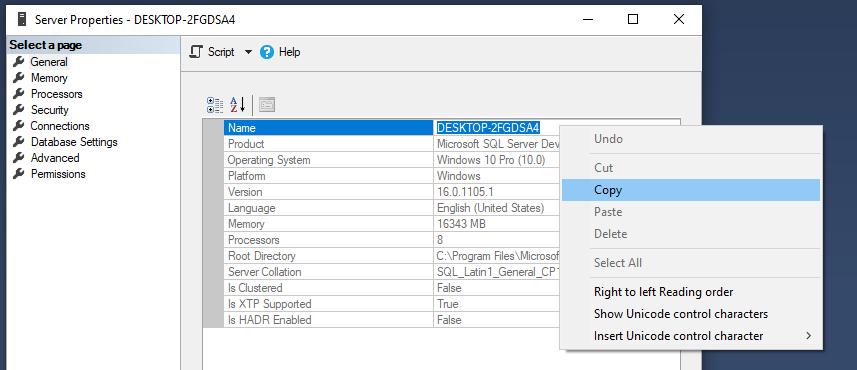 Server Properties - DESKTOP-2FGDSA4
Select a page
General
Memory
Processors
Security
Connections
Database Settings
Advanced
Permissions
Script
Help
Name DESKTOP-2FGDSA4
Product Microsoft SQL Server
Operating System Windows 10 Pro (10.0)
Platform Windows
Version 16.0.1105.1
Language English (United States)
Memory 16343 MB
Processors 8
Root Directory C:\Program Files\Microsof
Server Collation SQL_Latin1_General_CP1
Is Clustered False
Is XTP Supported True
Is HADR Enabled False
Undo
Cut
Copy
Paste
Delete
Select All
Right to left Reading order
Show Unicode control characters
Insert Unicode control character